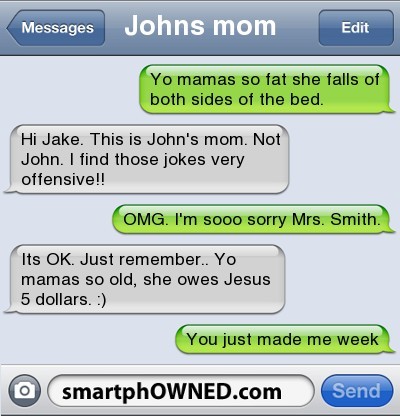 Messages
Johns mom
Edit
Yo mamas so fat she falls of
both sides of the bed.
Hi Jake. This is John's mom. Not
John. I find those jokes very
offensive!!
OMG. I'm sooo sorry Mrs. Smith.
Its OK. Just remember.. Yo
mamas so old, she owes Jesus
5 dollars. :)
You just made me week
smartphOWNED.com
Send